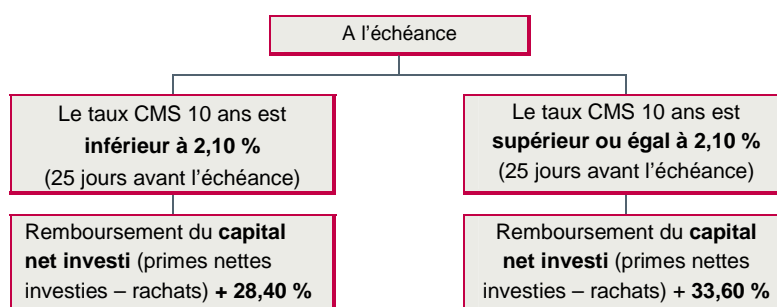 A l’échéance
Le taux CMS 10 ans est
inférieur à 2,10 %
(25 jours avant l’échéance)
Le taux CMS 10 ans est
supérieur ou égal à 2,10 %
(25 jours avant l’échéance)
Remboursement du capital
net investi (primes nettes
investies – rachats) + 28,40 %
Remboursement du capital
net investi (primes nettes
investies – rachats) + 33,60 %